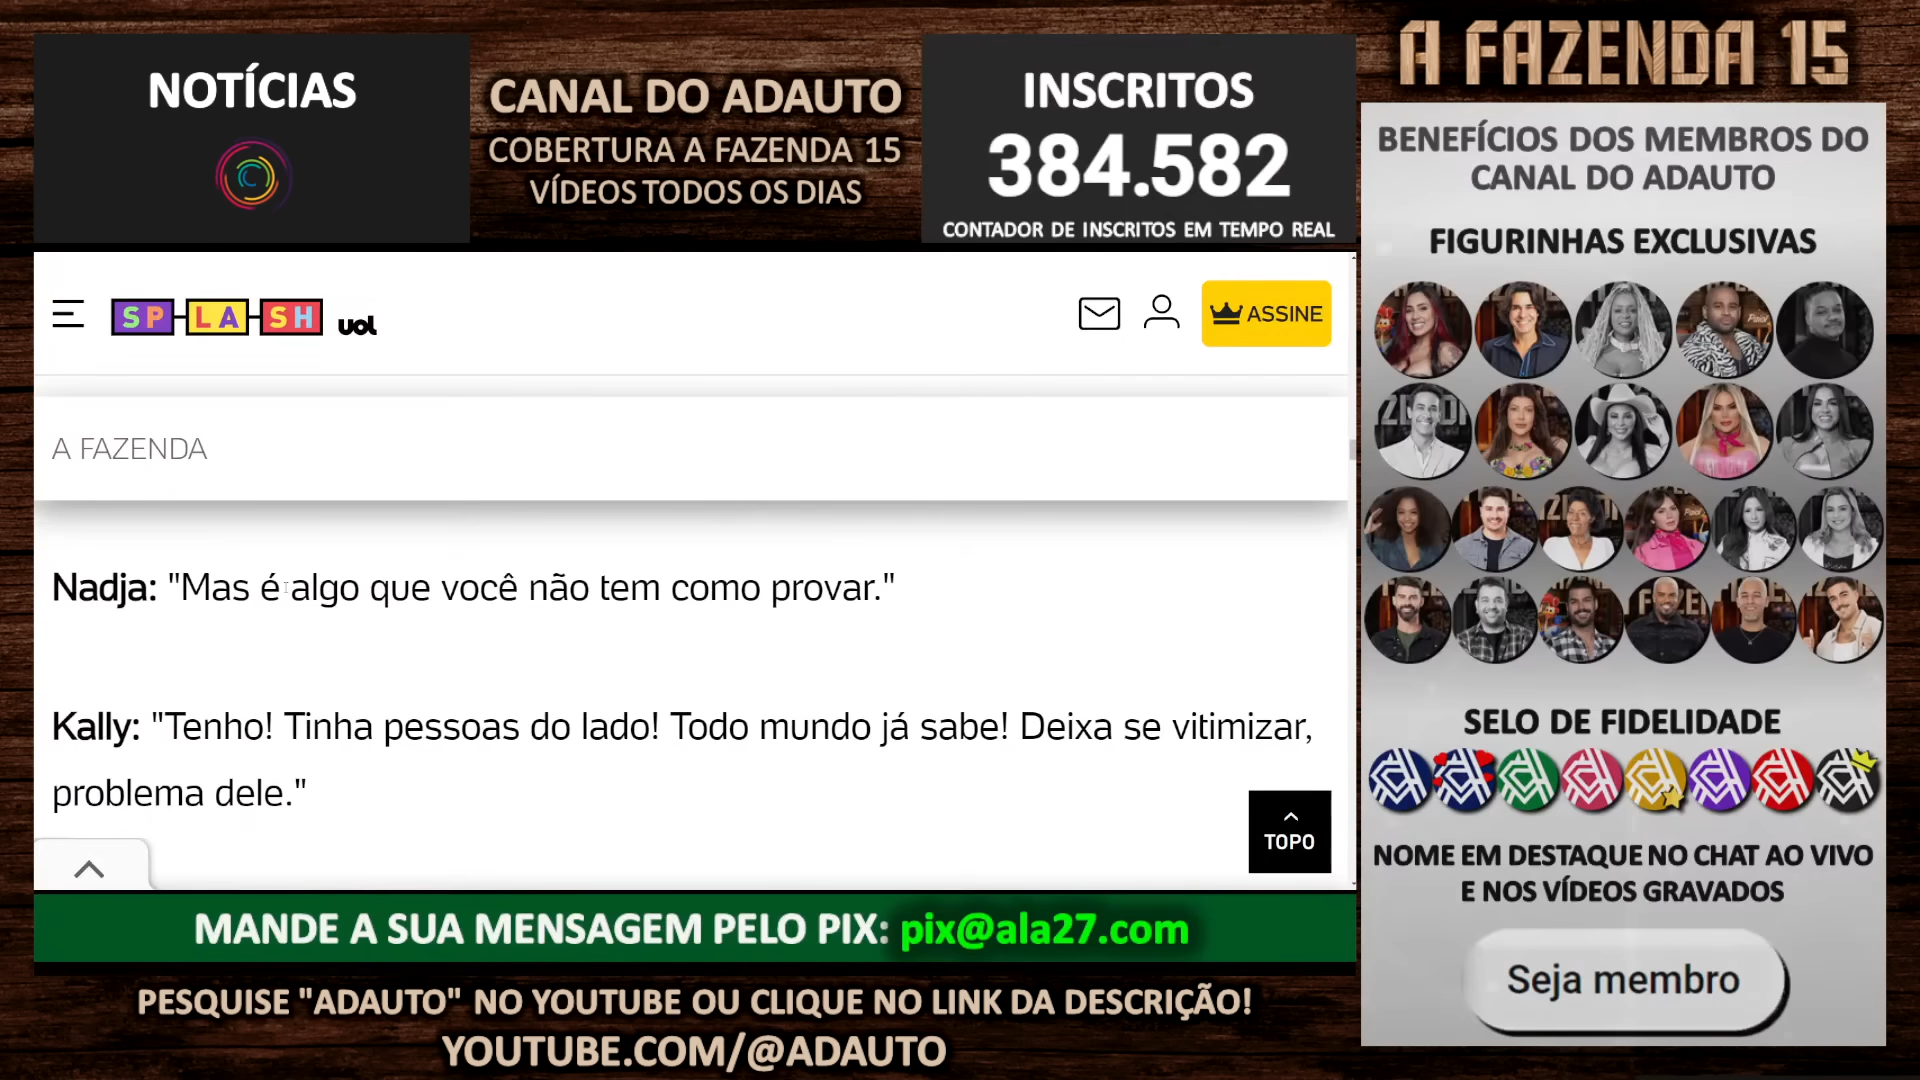 NOTÍCIAS
CANAL DO ADAUTO
COBERTURA A FAZENDA 15
VÍDEOS TODOS OS DIAS
INSCRITOS
384.582
CONTADOR DE INSCRITOS EM TEMPO REAL
A FAZENDA 15
BENEFÍCIOS DOS MEMBROS DO
CANAL DO ADAUTO
FIGURINHAS EXCLUSIVAS
SPLASH uol
ASSINE
A FAZENDA
Nadja: "Mas é algo que você não tem como provar."
Kally: "Tenho! Tinha pessoas do lado! Todo mundo já sabe! Deixa se vitimizar,
problema dele."
TOPO
SELO DE FIDELIDADE
NOME EM DESTAQUE NO CHAT AO VIVO
E NOS VÍDEOS GRAVADOS
Seja membro
MANDE A SUA MENSAGEM PELO PIX: pix@ala27.com
PESQUISE "ADAUTO" NO YOUTUBE OU CLIQUE NO LINK DA DESCRIÇÃO!
YOUTUBE.COM/@ADAUTO